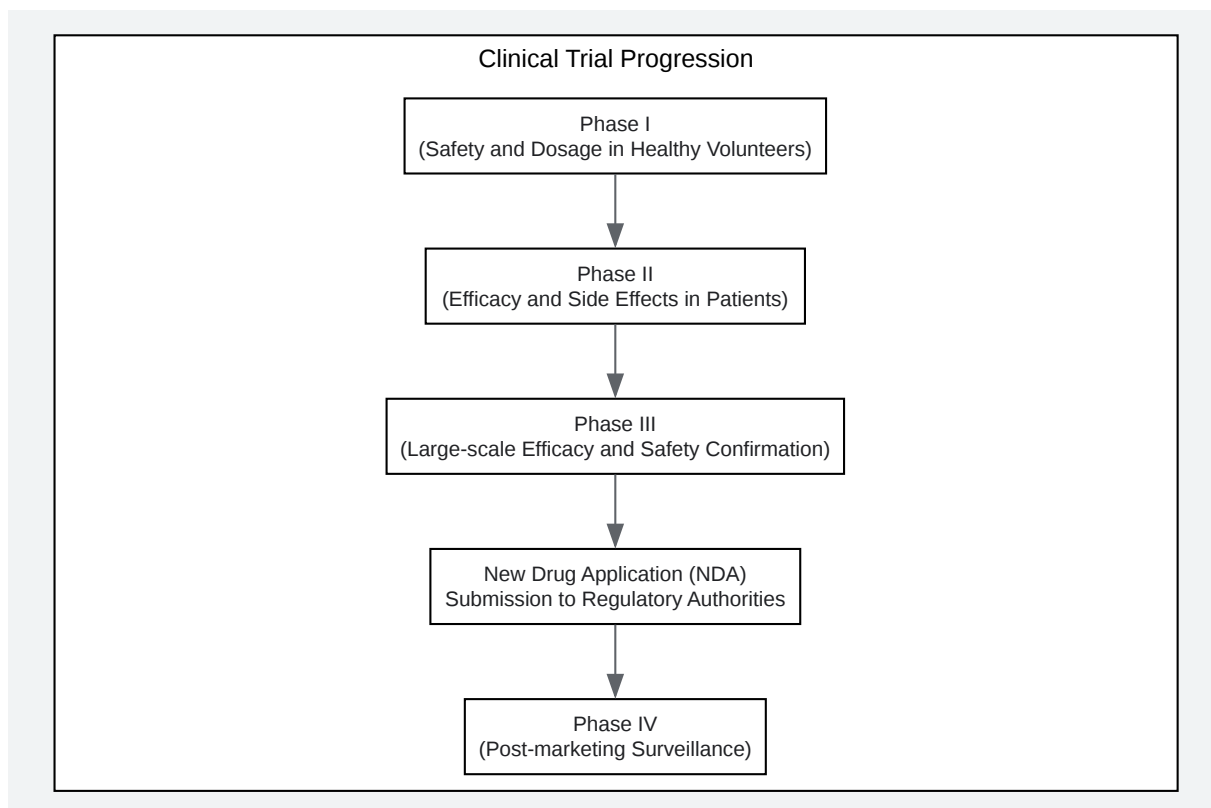 Clinical Trial Progression
Phase I
(Safety and Dosage in Healthy Volunteers)
Phase II
(Efficacy and Side Effects in Patients)
Phase III
(Large-scale Efficacy and Safety Confirmation)
New Drug Application (NDA)
Submission to Regulatory Authorities
Phase IV
(Post-marketing Surveillance)